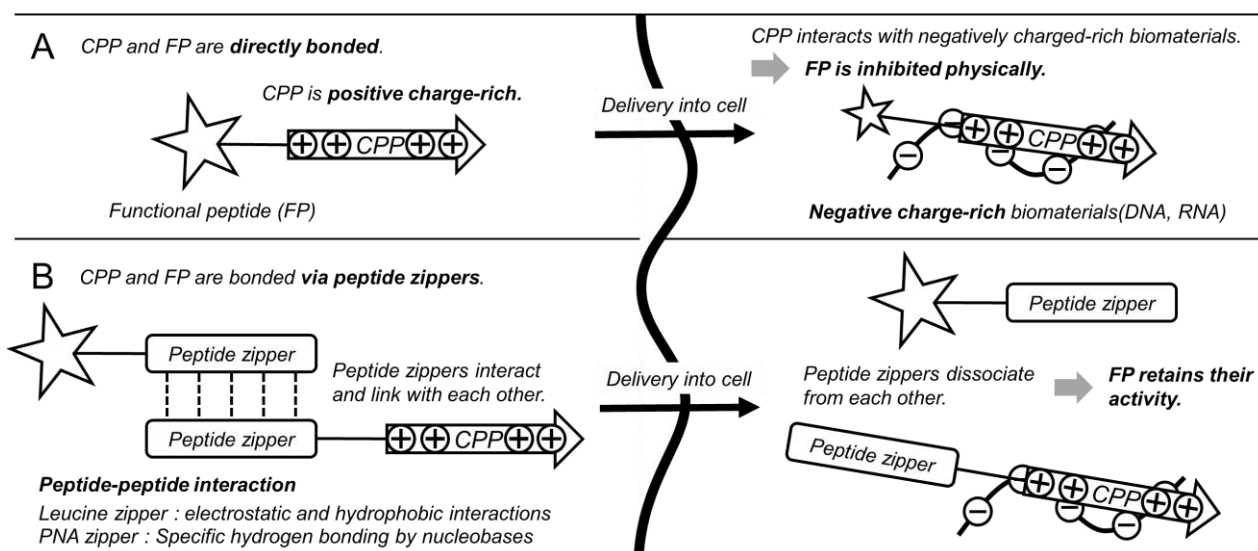 A
CPP and FP are directly bonded.
CPP is positive charge-rich.
+ + CPP + +
Functional peptide (FP)
Delivery into cell
CPP interacts with negatively charged-rich biomaterials.
FP is inhibited physically.
+ + CPP + +
− − −
Negative charge-rich biomaterials(DNA, RNA)
B
CPP and FP are bonded via peptide zippers.
Peptide zipper
Peptide zippers interact
and link with each other.
Peptide zipper
+ + CPP + +
Peptide-peptide interaction
Leucine zipper : electrostatic and hydrophobic interactions
PNA zipper : Specific hydrogen bonding by nucleobases
Delivery into cell
Peptide zipper
Peptide zippers dissociate
from each other.
FP retains their
activity.
Peptide zipper
+ + CPP + +
− − −